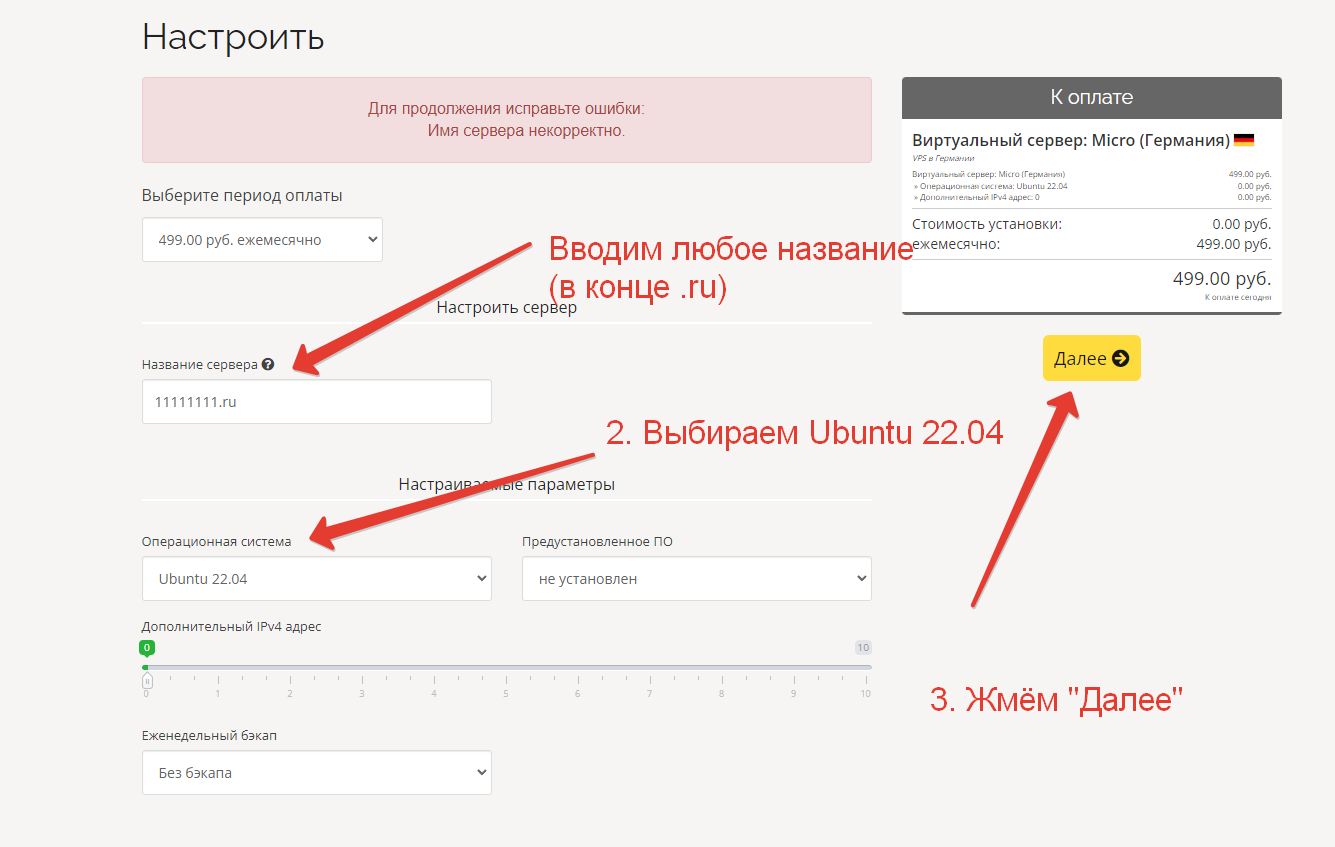 Настроить
Для продолжения исправьте ошибки:
Имя сервера некорректно.
Выберите период оплаты
499.00 руб. ежемесячно
Вводим любое название
(в конце .ru)
Настроить сервер
Название сервера
11111111.ru
2. Выбираем Ubuntu 22.04
Настраиваемые параметры
Операционная система
Предустановленное ПО
Ubuntu 22.04
не установлен
Дополнительный IPv4 адрес
0
10
0 1 2 3 4 5 6 7 8 9 10
Еженедельный бэкап
Без бэкапа
К оплате
Виртуальный сервер: Micro (Германия)
VPS в Германии
Виртуальный сервер: Micro (Германия) 499.00 руб.
» Операционная система: Ubuntu 22.04 0.00 руб.
» Дополнительный IPv4 адрес: 0 0.00 руб.
Стоимость установки: 0.00 руб.
ежемесячно: 499.00 руб.
499.00 руб.
К оплате сегодня
Далее
3. Жмём "Далее"